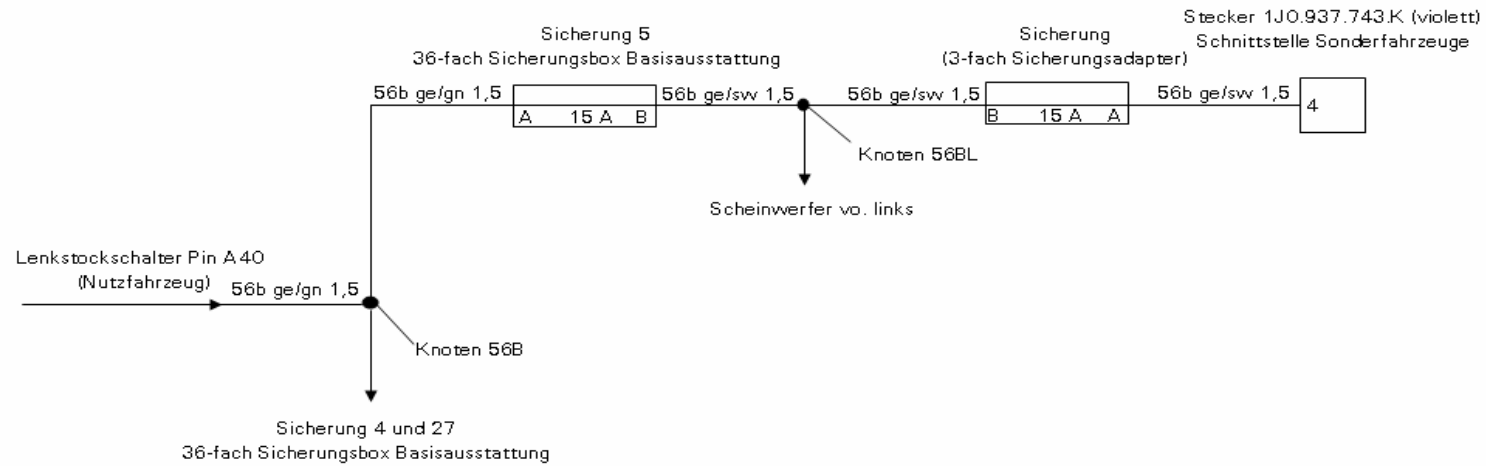 Stecker 1J0.937.743.K (violett)
Schnittstelle Sonderfahrzeuge
Sicherung 5
36-fach Sicherungsbox Basisausstattung
Sicherung
(3-fach Sicherungsadapter)
56b ge/gn 1,5
A 15 A B
56b ge/sw 1,5
56b ge/sw 1,5
B 15 A A
56b ge/sw 1,5
4
Knoten 56BL
Scheinwerfer vo. links
Lenkstockschalter Pin A40
(Nutzfahrzeug)
56b ge/gn 1,5
Knoten 56B
Sicherung 4 und 27
36-fach Sicherungsbox Basisausstattung